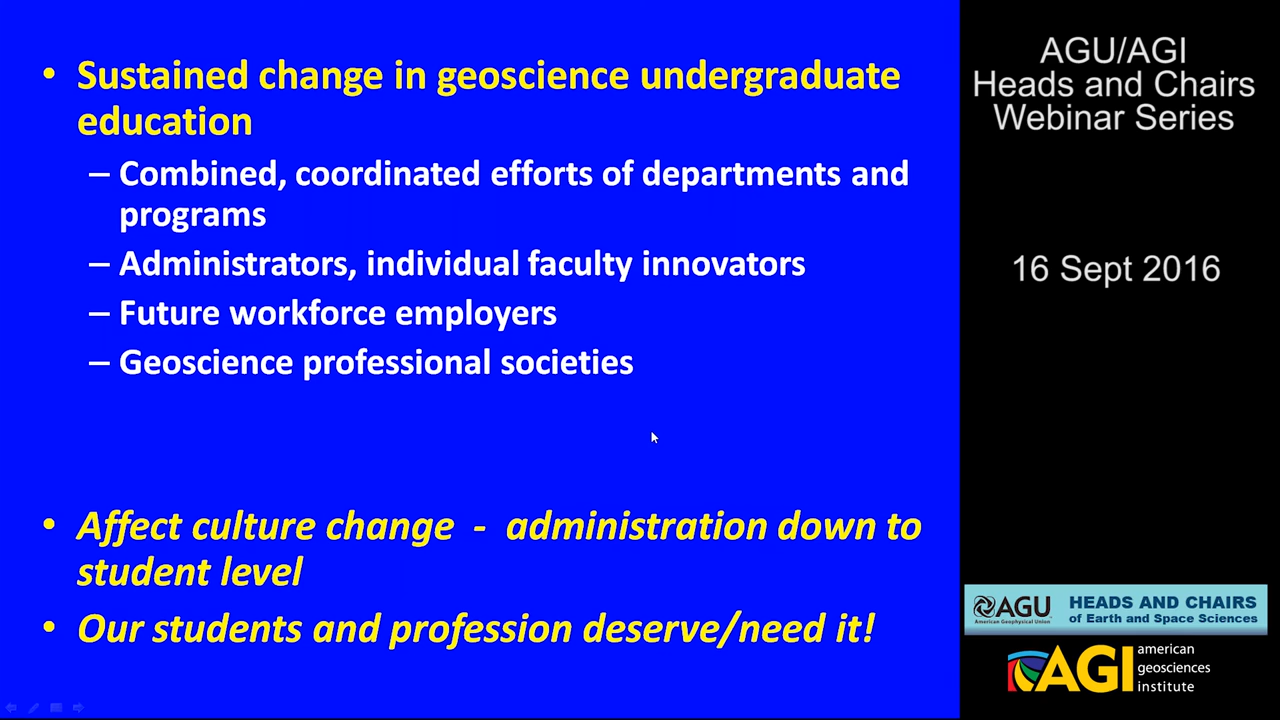 • Sustained change in geoscience undergraduate
education
– Combined, coordinated efforts of departments and
programs
– Administrators, individual faculty innovators
– Future workforce employers
– Geoscience professional societies
• Affect culture change - administration down to
student level
• Our students and profession deserve/need it!
AGU/AGI
Heads and Chairs
Webinar Series
16 Sept 2016
AGU
American Geophysical Union
HEADS AND CHAIRS
of Earth and Space Sciences
AGI
american
geosciences
institute